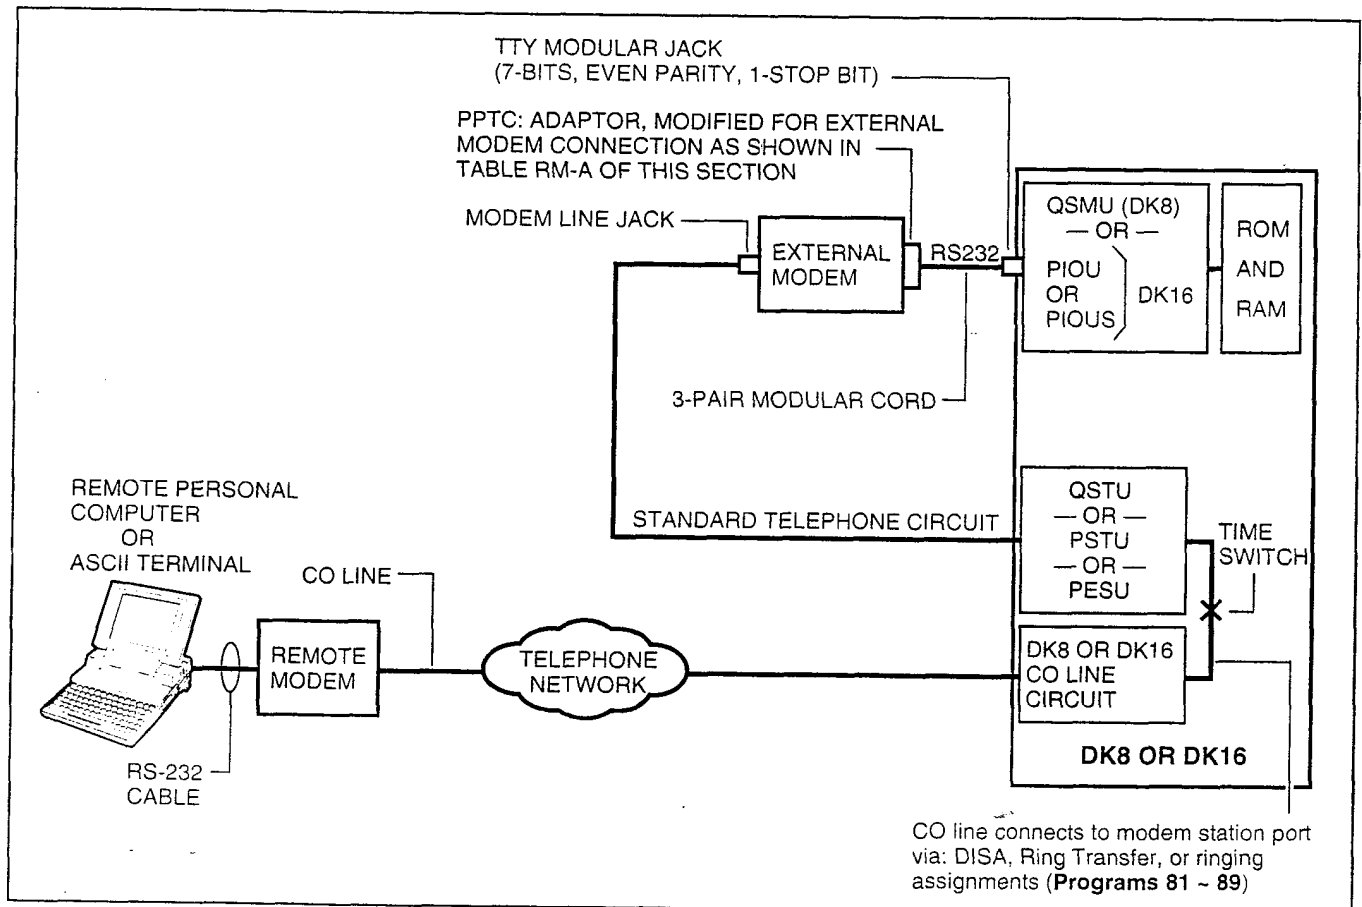 TTY MODULAR JACK
(7-BITS, EVEN PARITY, 1-STOP BIT)
PPTC: ADAPTOR, MODIFIED FOR EXTERNAL
MODEM CONNECTION AS SHOWN IN
TABLE RM-A OF THIS SECTION
MODEM LINE JACK
EXTERNAL
MODEM
RS232
QSMU (DK8)
— OR —
PIOU
OR
PIOUS
DK16
ROM
AND
RAM
3-PAIR MODULAR CORD
REMOTE PERSONAL
COMPUTER
OR
ASCII TERMINAL
STANDARD TELEPHONE CIRCUIT
QSTU
— OR —
PSTU
— OR —
PESU
TIME
SWITCH
CO LINE
REMOTE
MODEM
TELEPHONE
NETWORK
DK8 OR DK16
CO LINE
CIRCUIT
DK8 OR DK16
RS-232
CABLE
CO line connects to modem station port
via: DISA, Ring Transfer, or ringing
assignments (Programs 81 ~ 89)